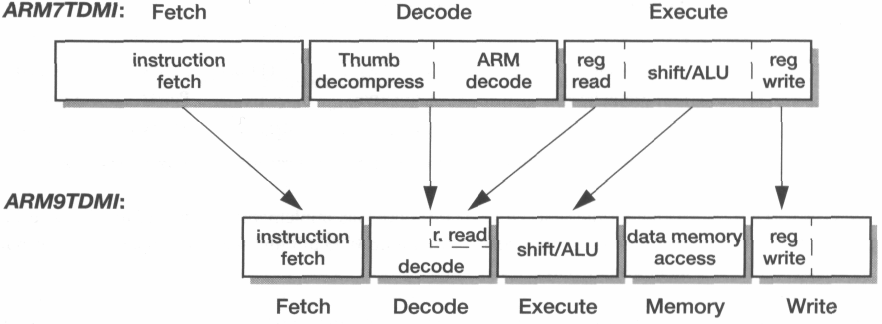 ARM7TDMI: Fetch Decode Execute
instruction fetch
Thumb decompress
ARM decode
reg read
shift/ALU
reg write
ARM9TDMI:
instruction fetch
r. read
decode
shift/ALU
data memory access
reg write
Fetch Decode Execute Memory Write